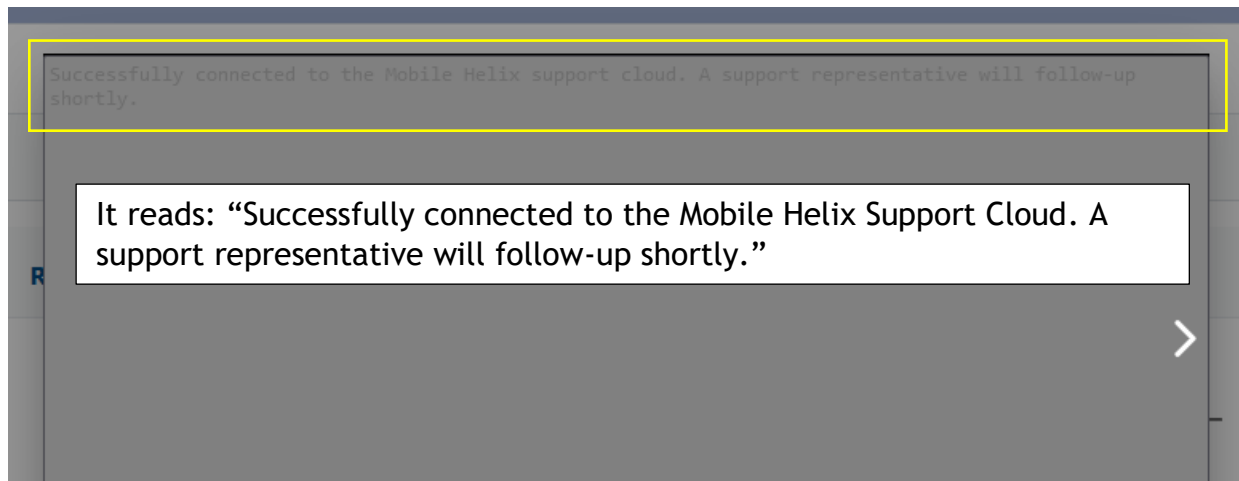 Successfully connected to the Mobile Helix support cloud. A support representative will follow-up
shortly.
It reads: “Successfully connected to the Mobile Helix Support Cloud. A
support representative will follow-up shortly.”
R